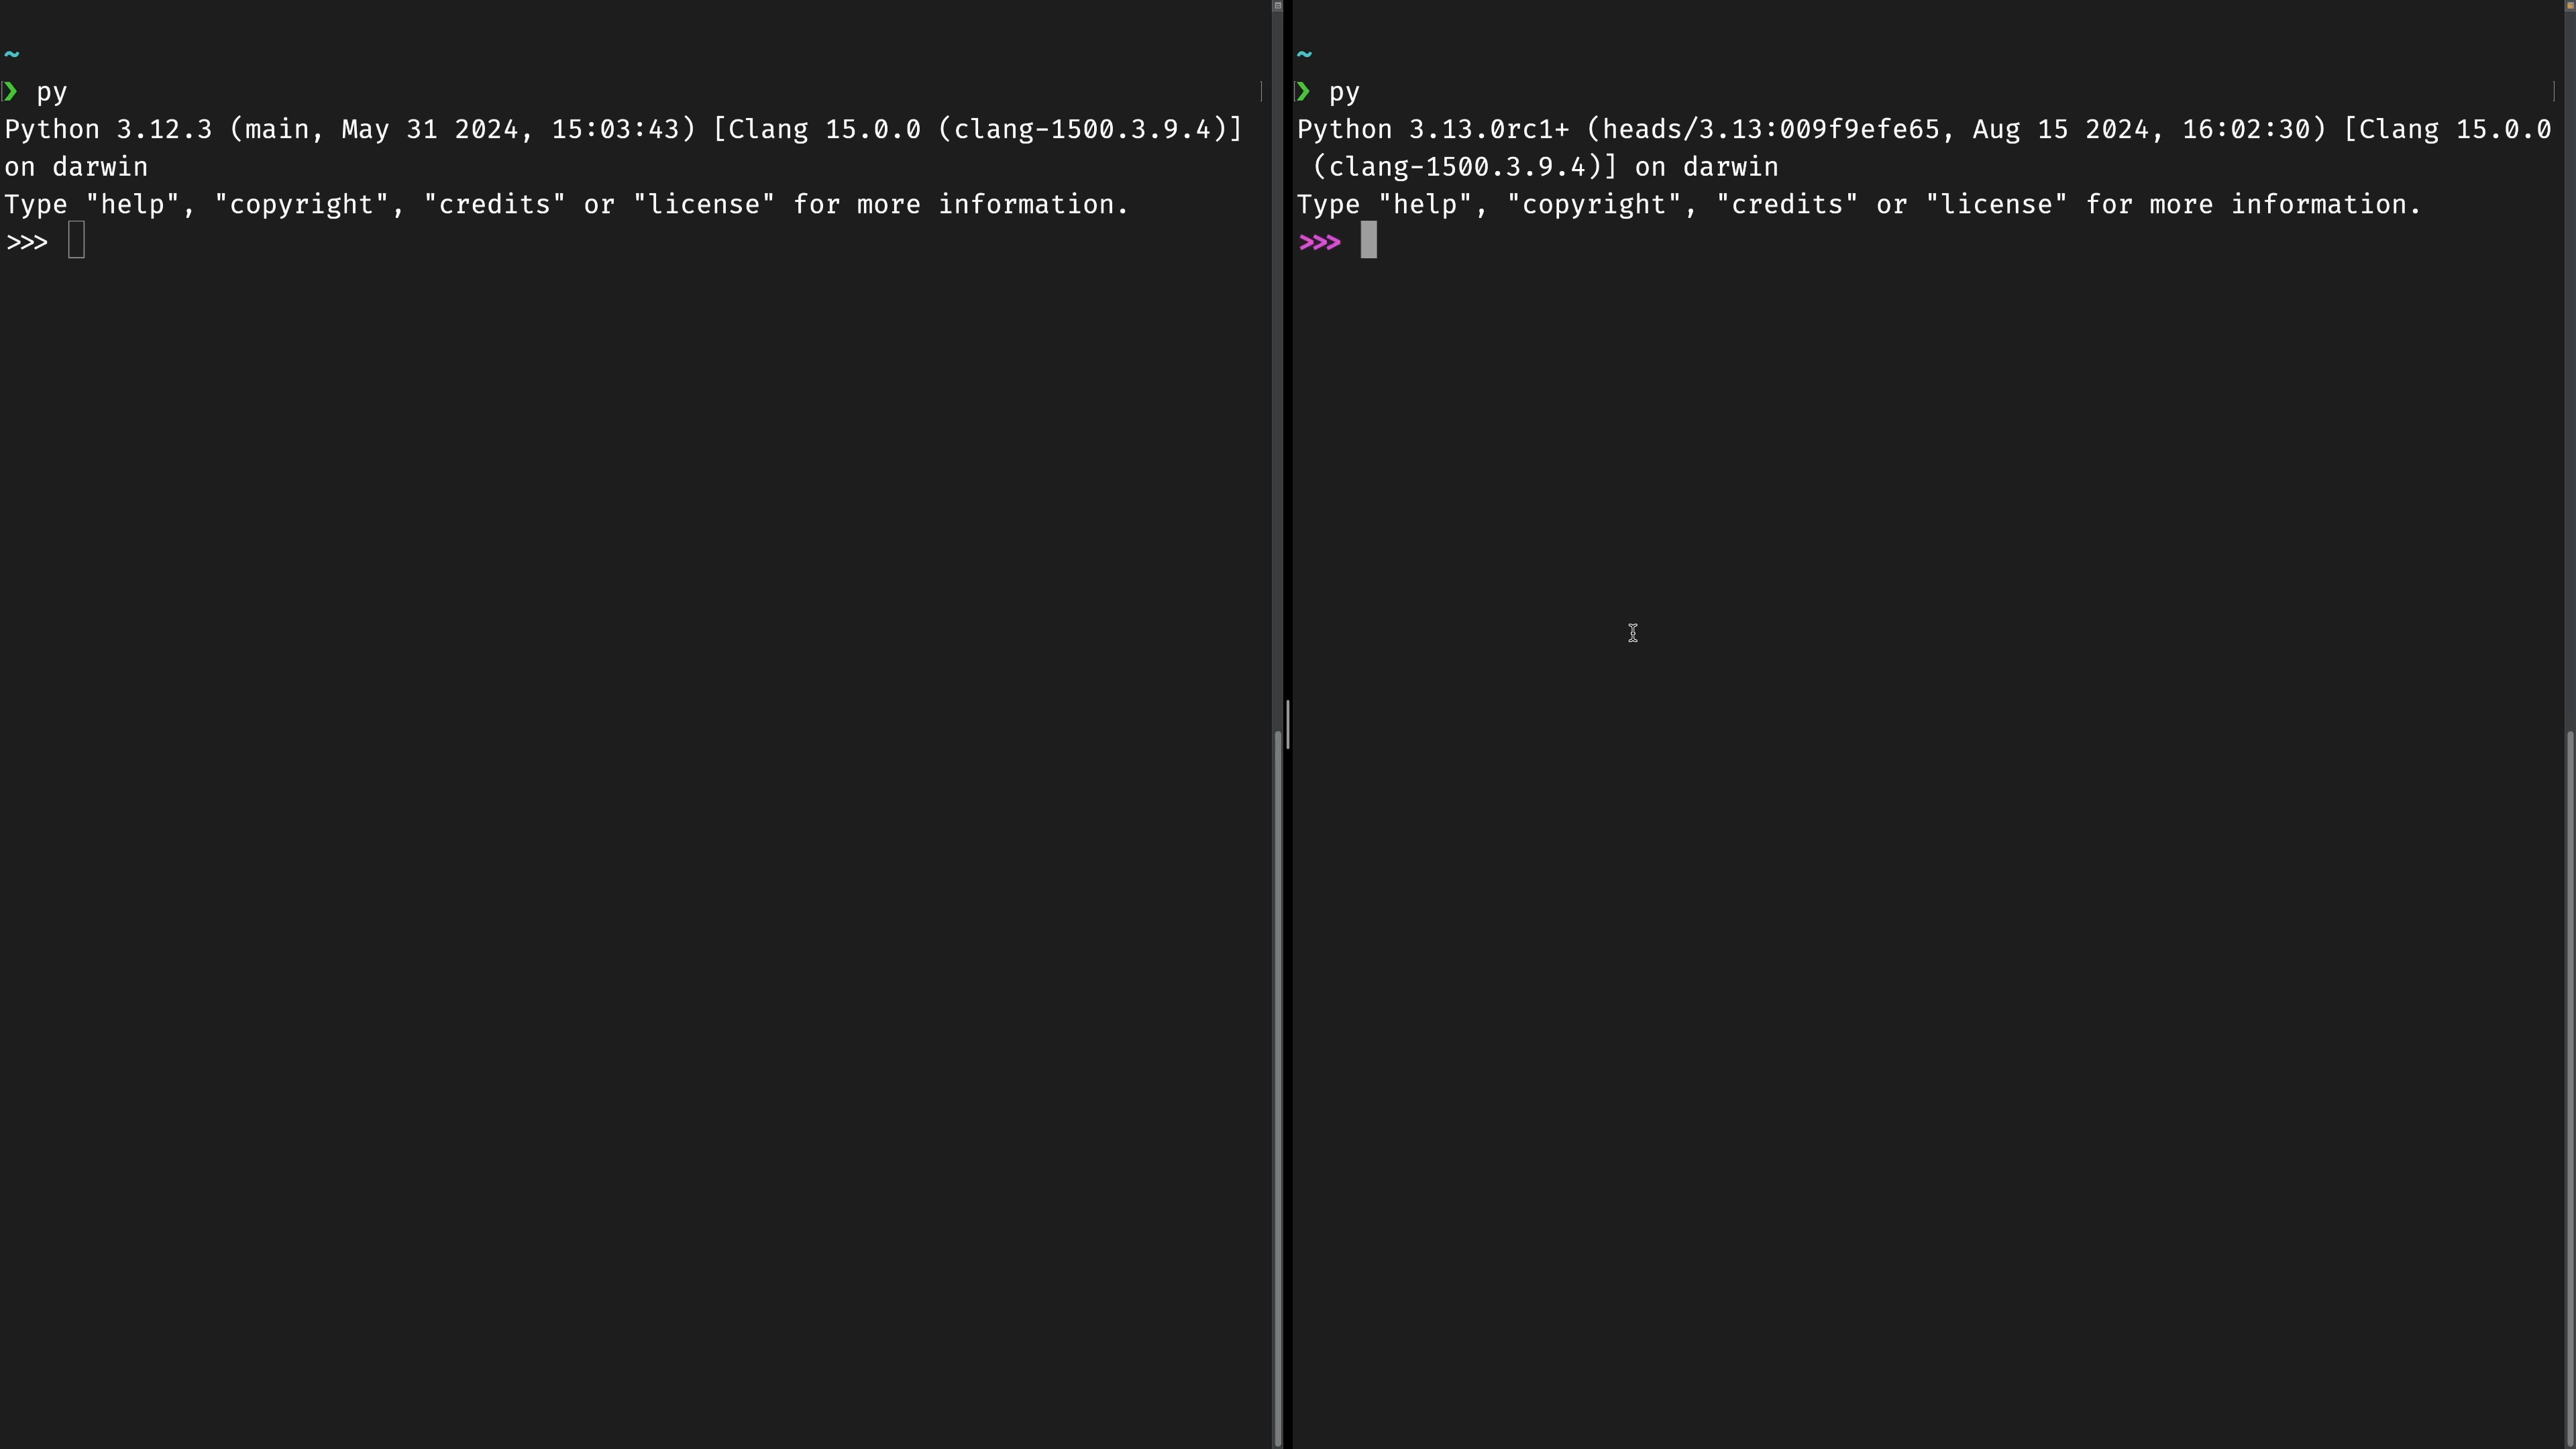 ~
❯ py
Python 3.12.3 (main, May 31 2024, 15:03:43) [Clang 15.0.0 (clang-1500.3.9.4)]
on darwin
Type "help", "copyright", "credits" or "license" for more information.
>>>
~
❯ py
Python 3.13.0rc1+ (heads/3.13:009f9efe65, Aug 15 2024, 16:02:30) [Clang 15.0.0
(clang-1500.3.9.4)] on darwin
Type "help", "copyright", "credits" or "license" for more information.
>>>